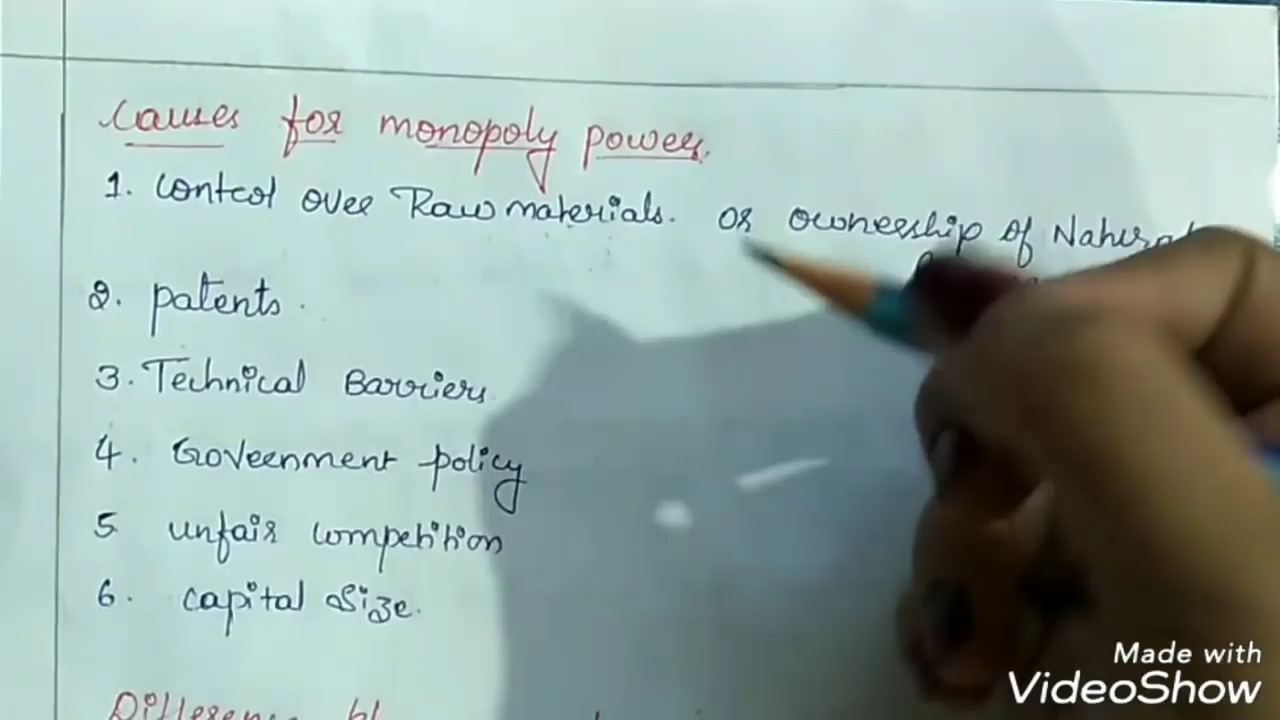 Causes for monopoly power.
1. Control over Raw materials. or ownership of Natural
2. patents.
3. Technical Barriers
4. Government policy
5 unfair competition
6. capital size.
Difference
Made with
VideoShow